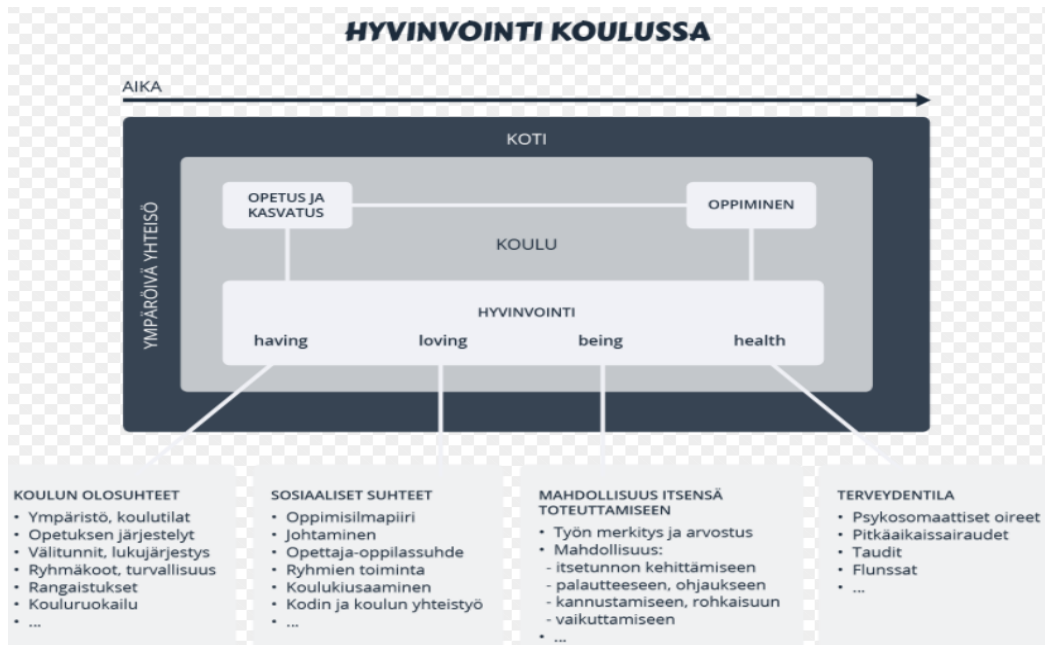 HYVINVOINTI KOULUSSA
AIKA
KOTI
YMPÄRÖIVÄ YHTEISÖ
OPETUS JA
KASVATUS
OPPIMINEN
KOULU
HYVINVOINTI
having loving being health
KOULUN OLOSUHTEET
• Ympäristö, koulutilat
• Opetuksen järjestelyt
• Välitunnit, lukujärjestys
• Ryhmäkoot, turvallisuus
• Rangaistukset
• Kouluruokailu
• ...
SOSIAALISET SUHTEET
• Oppimisilmapiiri
• Johtaminen
• Opettaja-oppilassuhde
• Ryhmien toiminta
• Koulukiusaaminen
• Kodin ja koulun yhteistyö
• ...
MAHDOLLISUUS ITSENSÄ
TOTEUTTAMISEEN
• Työn merkitys ja arvostus
• Mahdollisuus:
- itsetunnon kehittämiseen
- palautteeseen, ohjaukseen
- kannustamiseen, rohkaisuun
- vaikuttamiseen
• ...
TERVEYDENTILA
• Psykosomaattiset oireet
• Pitkäaikaissairaudet
• Taudit
• Flunssat
• ...